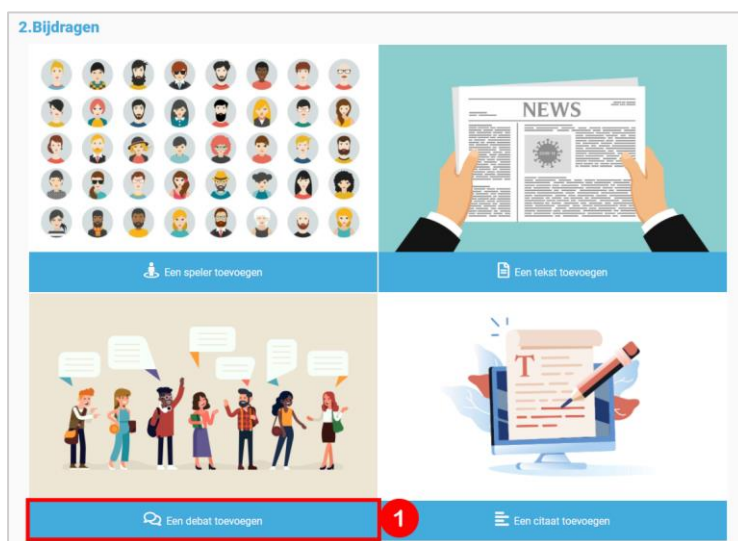 2.Bijdragen
NEWS
Een speler toevoegen
Een tekst toevoegen
T
Een debat toevoegen
1
Een citaat toevoegen